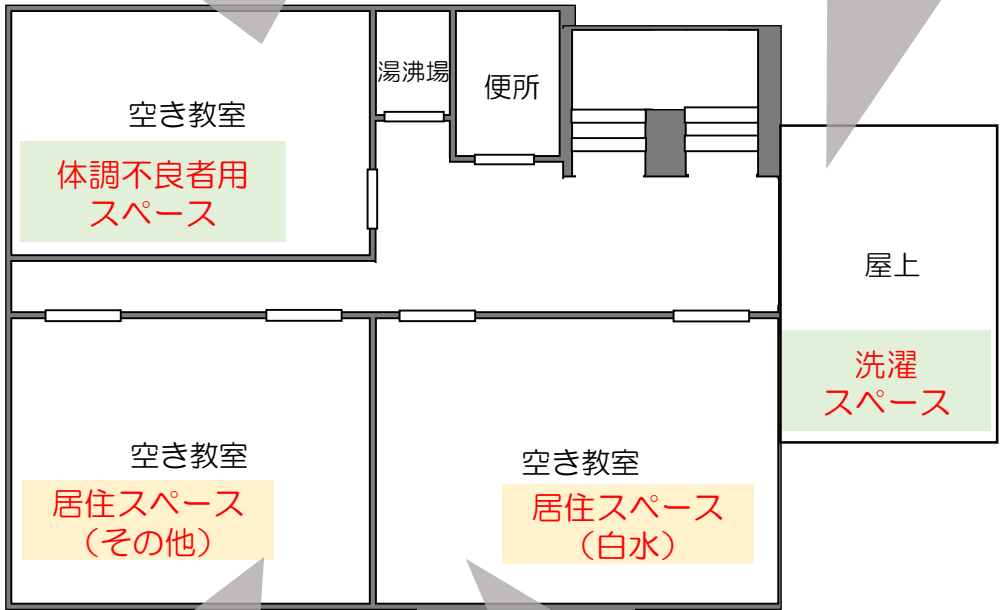 湯沸場
便所
空き教室
体調不良者用
スペース
屋上
洗濯
スペース
空き教室
居住スペース
（その他）
空き教室
居住スペース
（白水）